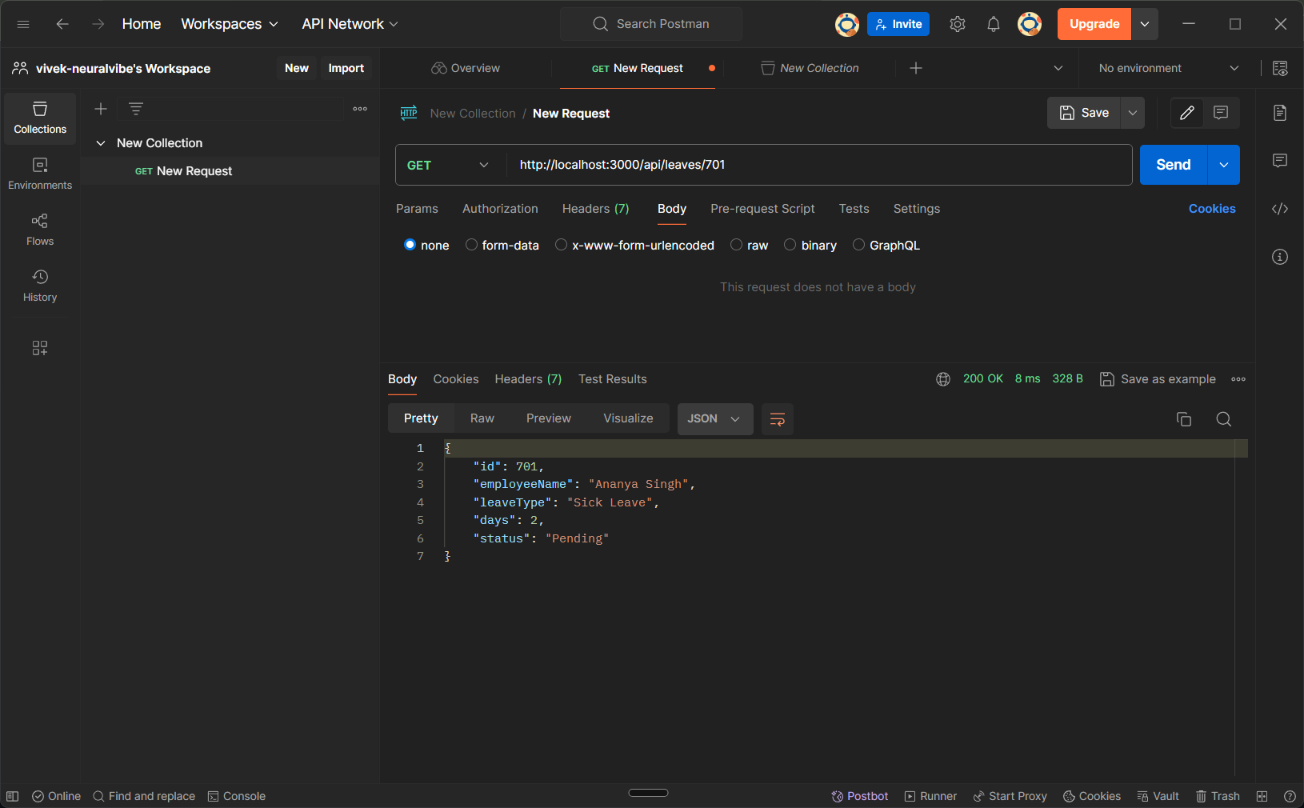 Home Workspaces API Network Search Postman Invite Upgrade
vivek-neuralvibe's Workspace New Import Overview GET New Request New Collection No environment
Collections
Environments
Flows
History
New Collection
GET New Request
HTTP New Collection / New Request Save
GET http://localhost:3000/api/leaves/701 Send
Params Authorization Headers (7) Body Pre-request Script Tests Settings Cookies
none form-data x-www-form-urlencoded raw binary GraphQL
This request does not have a body
Body Cookies Headers (7) Test Results 200 OK 8 ms 328 B Save as example
Pretty Raw Preview Visualize JSON
1 {
2 "id": 701,
3 "employeeName": "Ananya Singh",
4 "leaveType": "Sick Leave",
5 "days": 2,
6 "status": "Pending"
7 }
Online Find and replace Console Postbot Runner Start Proxy Cookies Vault Trash